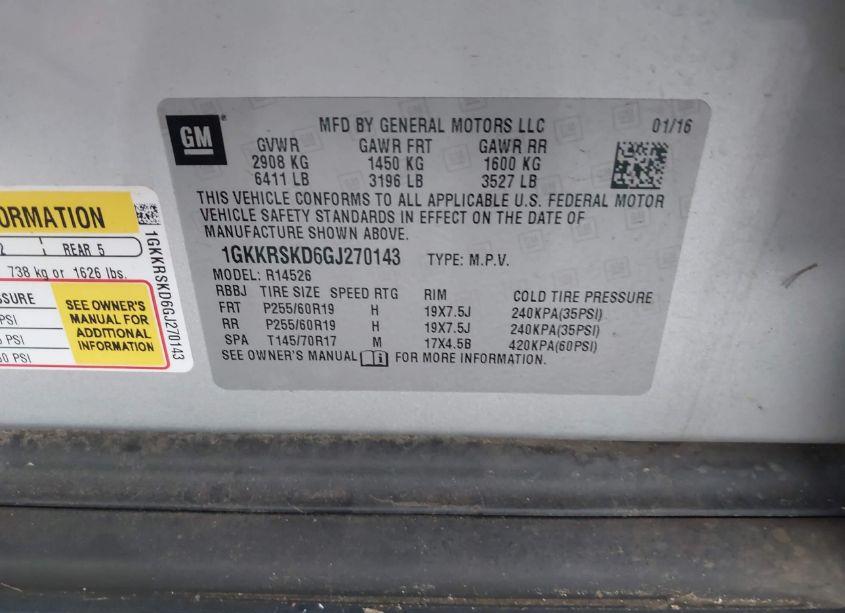 GM
MFD BY GENERAL MOTORS LLC 01/16
GVWR GAWR FRT GAWR RR
2908 KG 1450 KG 1600 KG
6411 LB 3196 LB 3527 LB
THIS VEHICLE CONFORMS TO ALL APPLICABLE U.S. FEDERAL MOTOR
VEHICLE SAFETY STANDARDS IN EFFECT ON THE DATE OF
MANUFACTURE SHOWN ABOVE.
1GKKRSKD6GJ270143 TYPE: M.P.V.
MODEL: R14526
RBBJ TIRE SIZE SPEED RTG RIM COLD TIRE PRESSURE
FRT P255/60R19 H 19X7.5J 240KPA(35PSI)
RR P255/60R19 H 19X7.5J 240KPA(35PSI)
SPA T145/70R17 M 17X4.5B 420KPA(60PSI)
SEE OWNER'S MANUAL FOR MORE INFORMATION.
ORMATION
2 REAR 5
738 kg or 1626 lbs.
SSURE
PSI
PSI
PSI
SEE OWNER'S
MANUAL FOR
ADDITIONAL
INFORMATION
1GKKRSKD6GJ270143